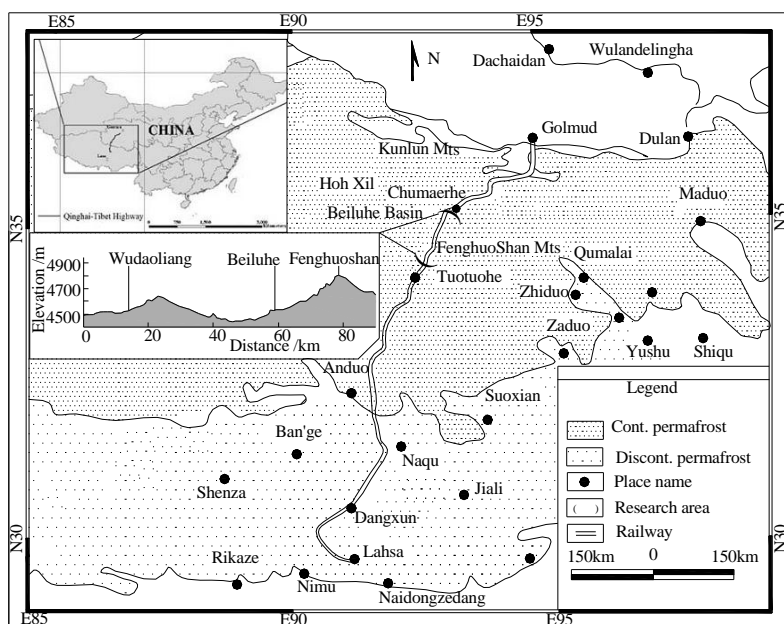 E85
E90
E95
N
Dachaidan
Wulandelingha
CHINA
Qinghai-Tibet Highway
Golmud
Dulan
Kunlun Mts
Hoh Xil
Chumaerhe
Maduo
Beiluhe Basin
N35
N35
FenghuoShan Mts
Qumalai
Tuotuohe
Zhiduo
Elevation /m
4900
4700
4500
Wudaoliang
Beiluhe
Fenghuoshan
0
20
40
60
80
Distance /km
Zaduo
Yushu
Shiqu
Anduo
Suoxian
Legend
Cont. permafrost
Discont. permafrost
Place name
Research area
Railway
150km
0
150km
Ban'ge
Naqu
Shenza
Jiali
Dangxun
N30
N30
Lahsa
Rikaze
Nimu
Naidongzedang
E85
E90
E95